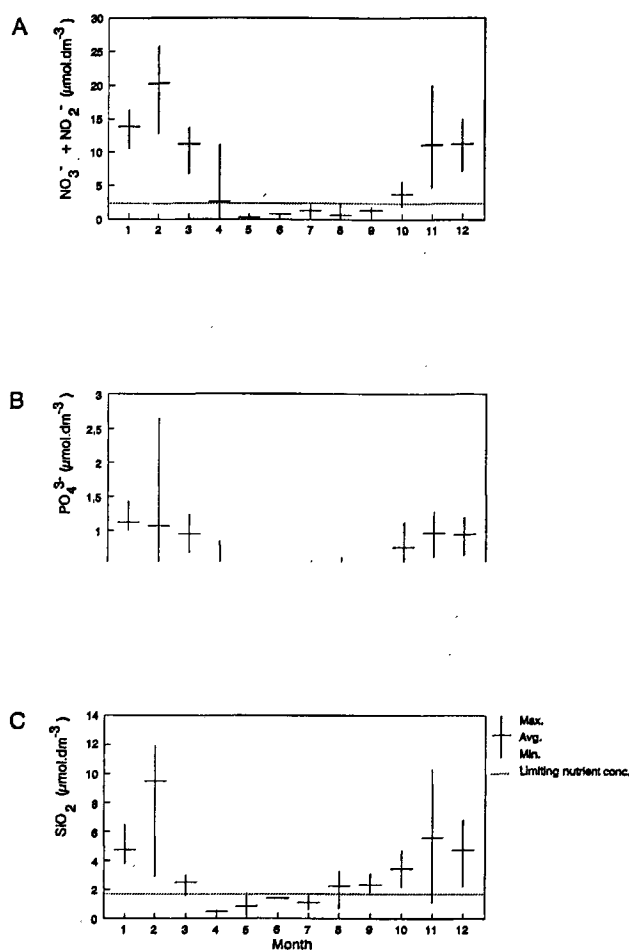 A
NO3- + NO2- (µmol.dm-3)
30
25
20
15
10
5
0
1 2 3 4 5 6 7 8 9 10 11 12
B
PO43- (µmol.dm-3)
3
2,5
2
1,5
1
C
SiO2 (µmol.dm-3)
14
12
10
8
6
4
2
0
1 2 3 4 5 6 7 8 9 10 11 12
Month
Max.
Avg.
Min.
Limiting nutrient conc.